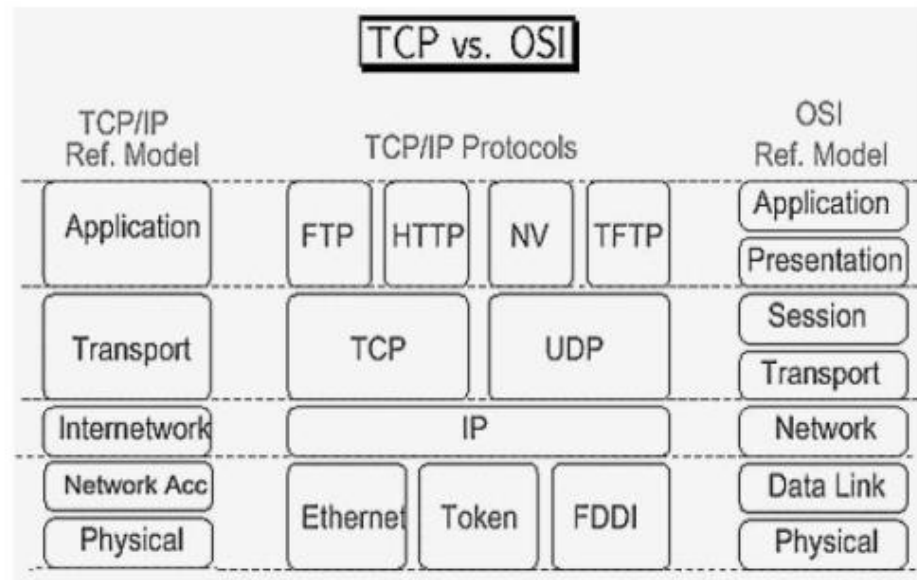 TCP vs. OSI
TCP/IP
Ref. Model
TCP/IP Protocols
OSI
Ref. Model
Application
FTP
HTTP
NV
TFTP
Application
Presentation
Transport
TCP
UDP
Session
Transport
Internetwork
IP
Network
Network Acc
Physical
Ethernet
Token
FDDI
Data Link
Physical